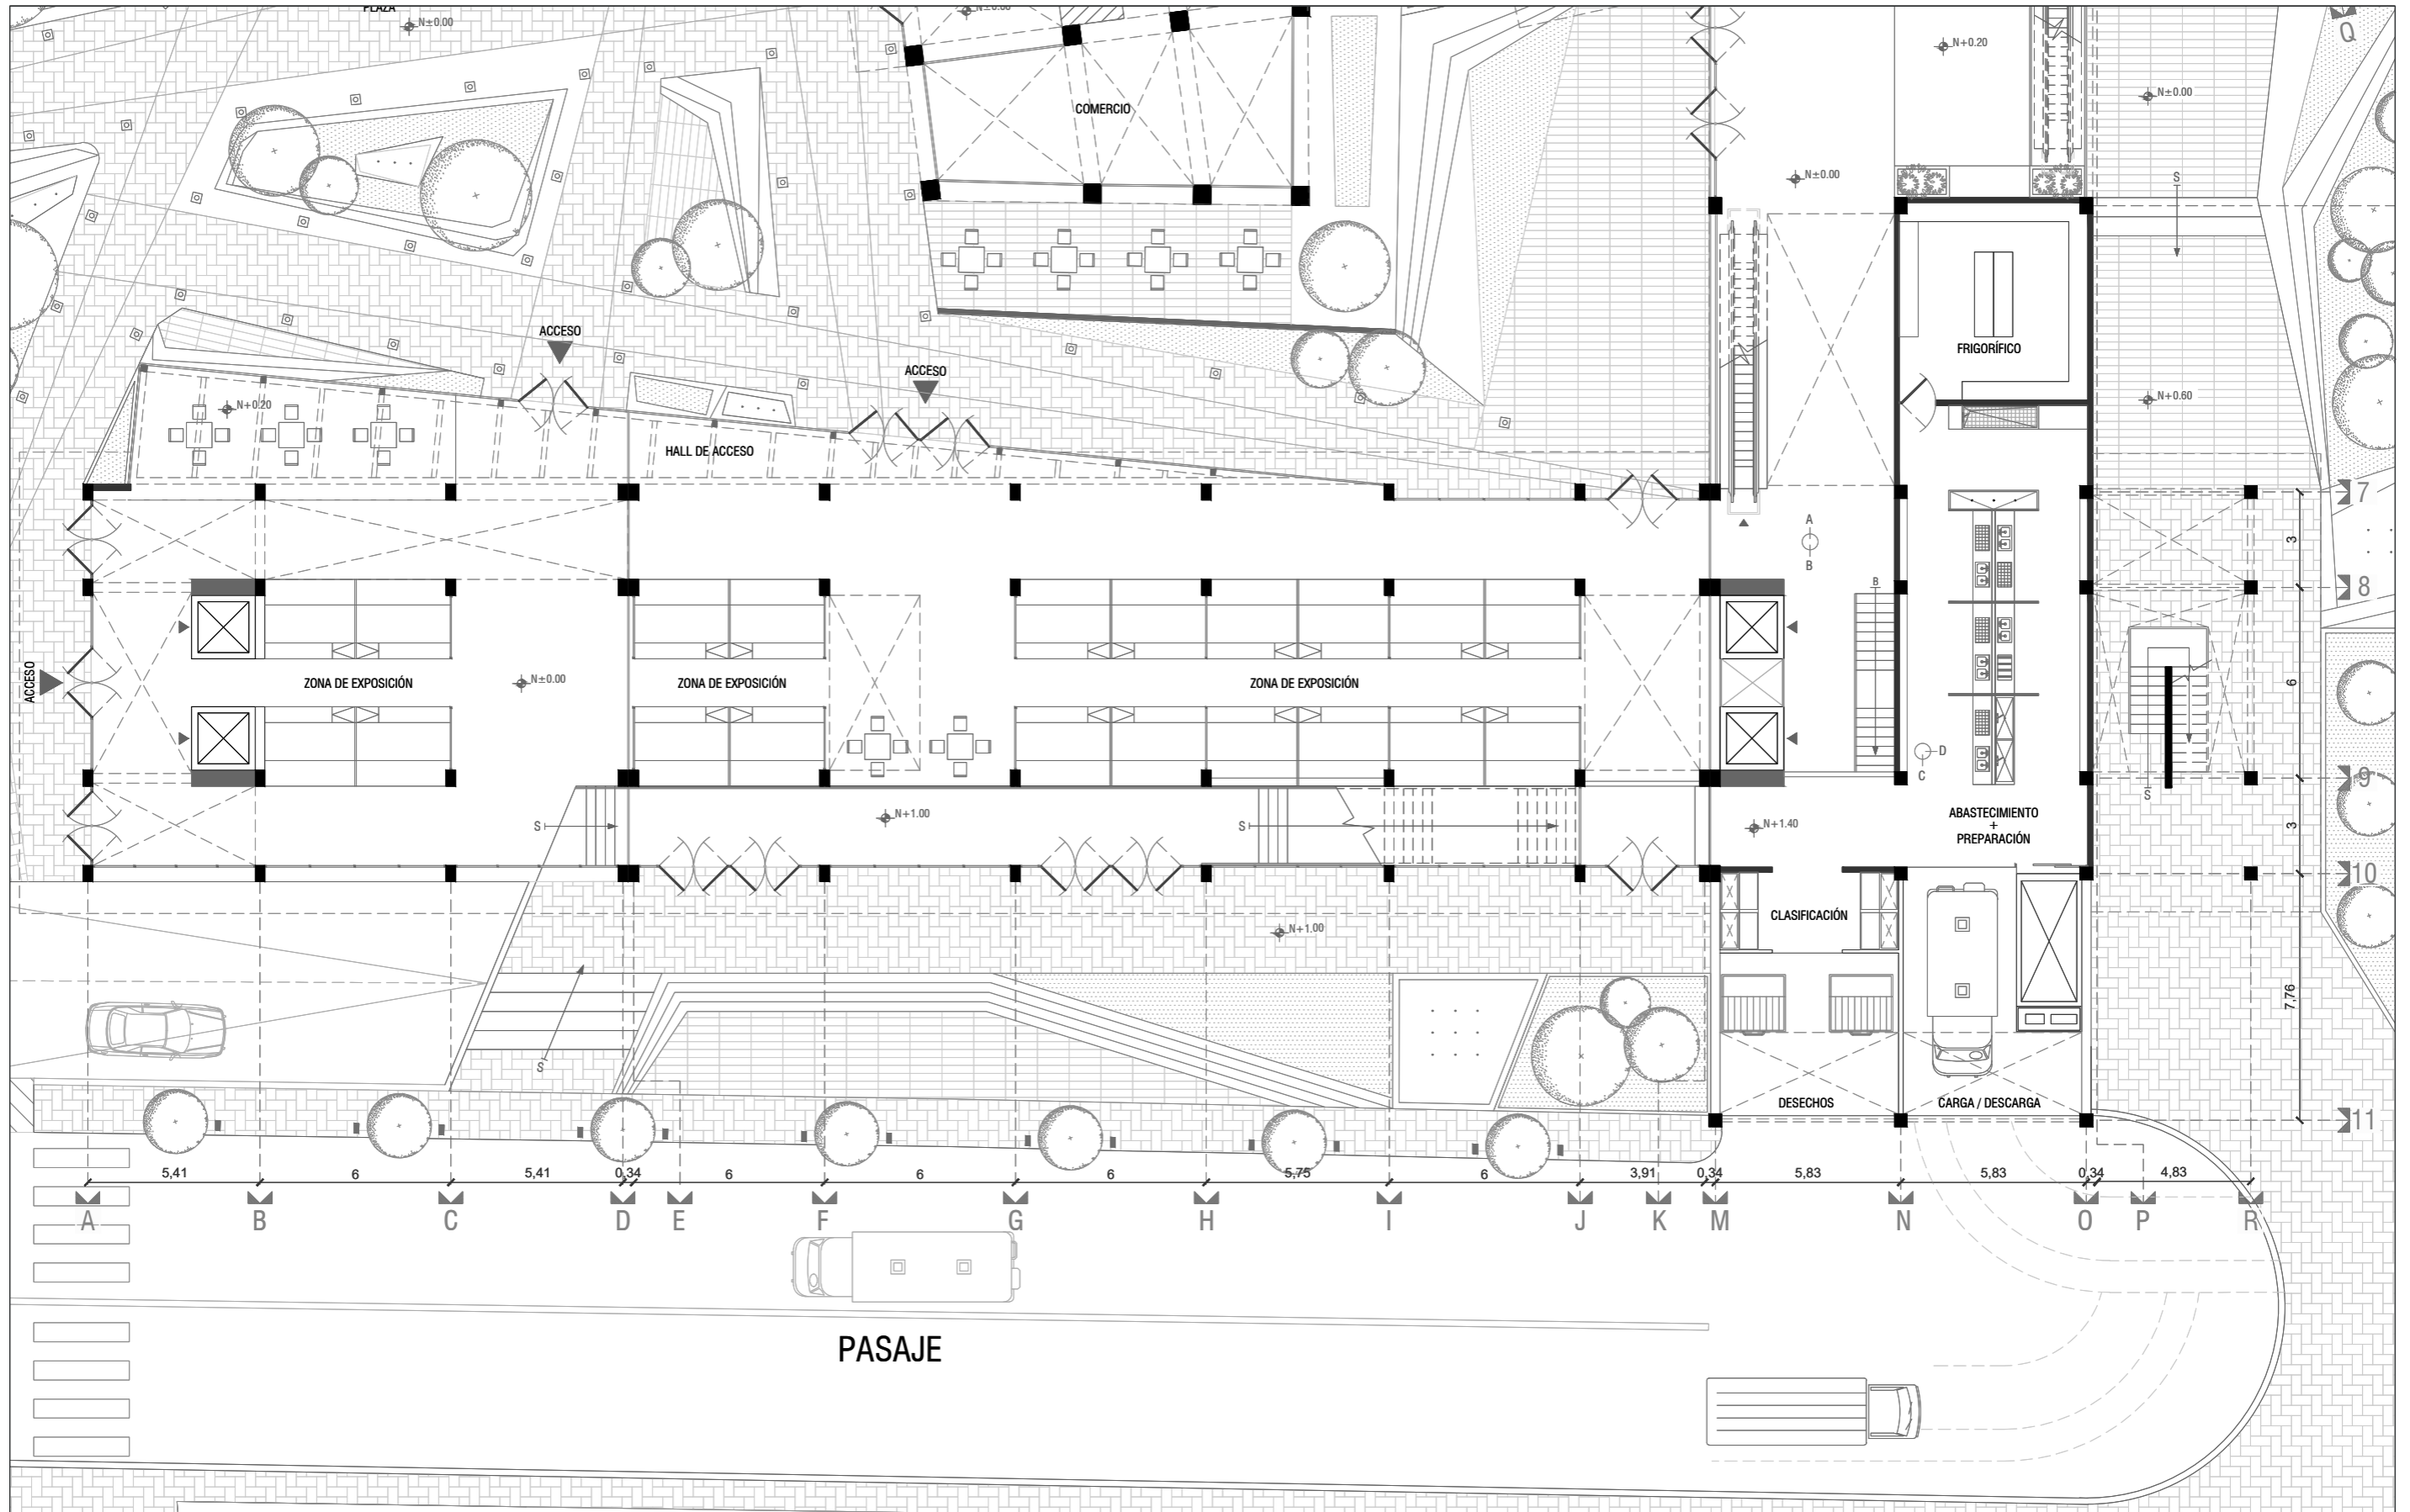 PLAZA
N±0.00
N±0.00
N+0.20
Q
N±0.00
COMERCIO
N±0.00
S
ACCESO
FRIGORÍFICO
ACCESO
N+0.20
N+0.60
HALL DE ACCESO
7
A
B
3
8
B
ACCESO
ZONA DE EXPOSICIÓN
N±0.00
ZONA DE EXPOSICIÓN
ZONA DE EXPOSICIÓN
6
D
C
9
S
S
N+1.00
S
N+1.40
ABASTECIMIENTO
+
PREPARACIÓN
3
10
CLASIFICACIÓN
N+1.00
7,76
S
DESECHOS
CARGA / DESCARGA
11
5,41
6
5,41
0,34
6
6
6
5,75
6
3,91
0,34
5,83
5,83
0,34
4,83
A
B
C
D
E
F
G
H
I
J
K
M
N
O
P
R
PASAJE